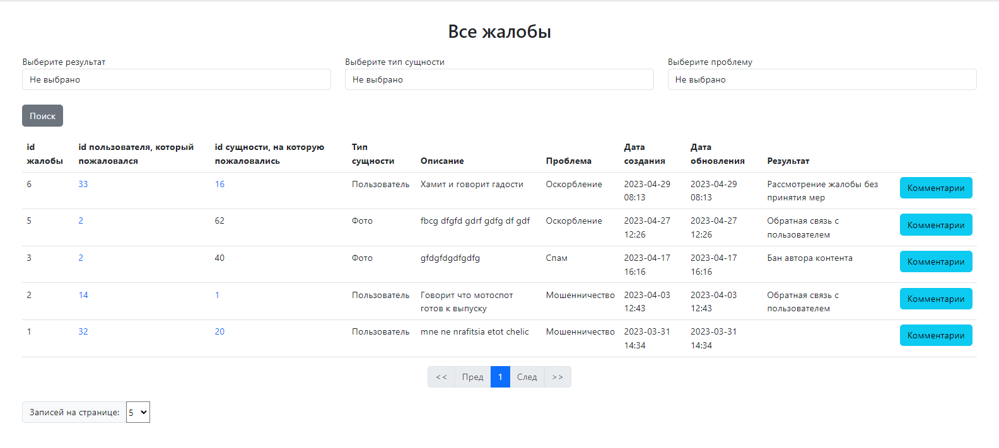 Все жалобы
Выберите результат
Не выбрано
Выберите тип сущности
Не выбрано
Выберите проблему
Не выбрано
Поиск
id жалобы | id пользователя, который пожаловался | id сущности, на которую пожаловались | Тип сущности | Описание | Проблема | Дата создания | Дата обновления | Результат
6 | 33 | 16 | Пользователь | Хамит и говорит гадости | Оскорбление | 2023-04-29 08:13 | 2023-04-29 08:13 | Рассмотрение жалобы без принятия мер | Комментарии
5 | 2 | 62 | Фото | fbcg dfgfd gdrf gdfg df gdf | Оскорбление | 2023-04-27 12:26 | 2023-04-27 12:26 | Обратная связь с пользователем | Комментарии
3 | 2 | 40 | Фото | gfdgfdgdfgdfg | Спам | 2023-04-17 16:16 | 2023-04-17 16:16 | Бан автора контента | Комментарии
2 | 14 | 1 | Пользователь | Говорит что мотоспот готов к выпуску | Мошенничество | 2023-04-03 12:43 | 2023-04-03 12:43 | Обратная связь с пользователем | Комментарии
1 | 32 | 20 | Пользователь | mne ne nrafitsia etot chelic | Мошенничество | 2023-03-31 14:34 | 2023-03-31 14:34 | Комментарии
<< Пред 1 След >>
Записей на странице: 5